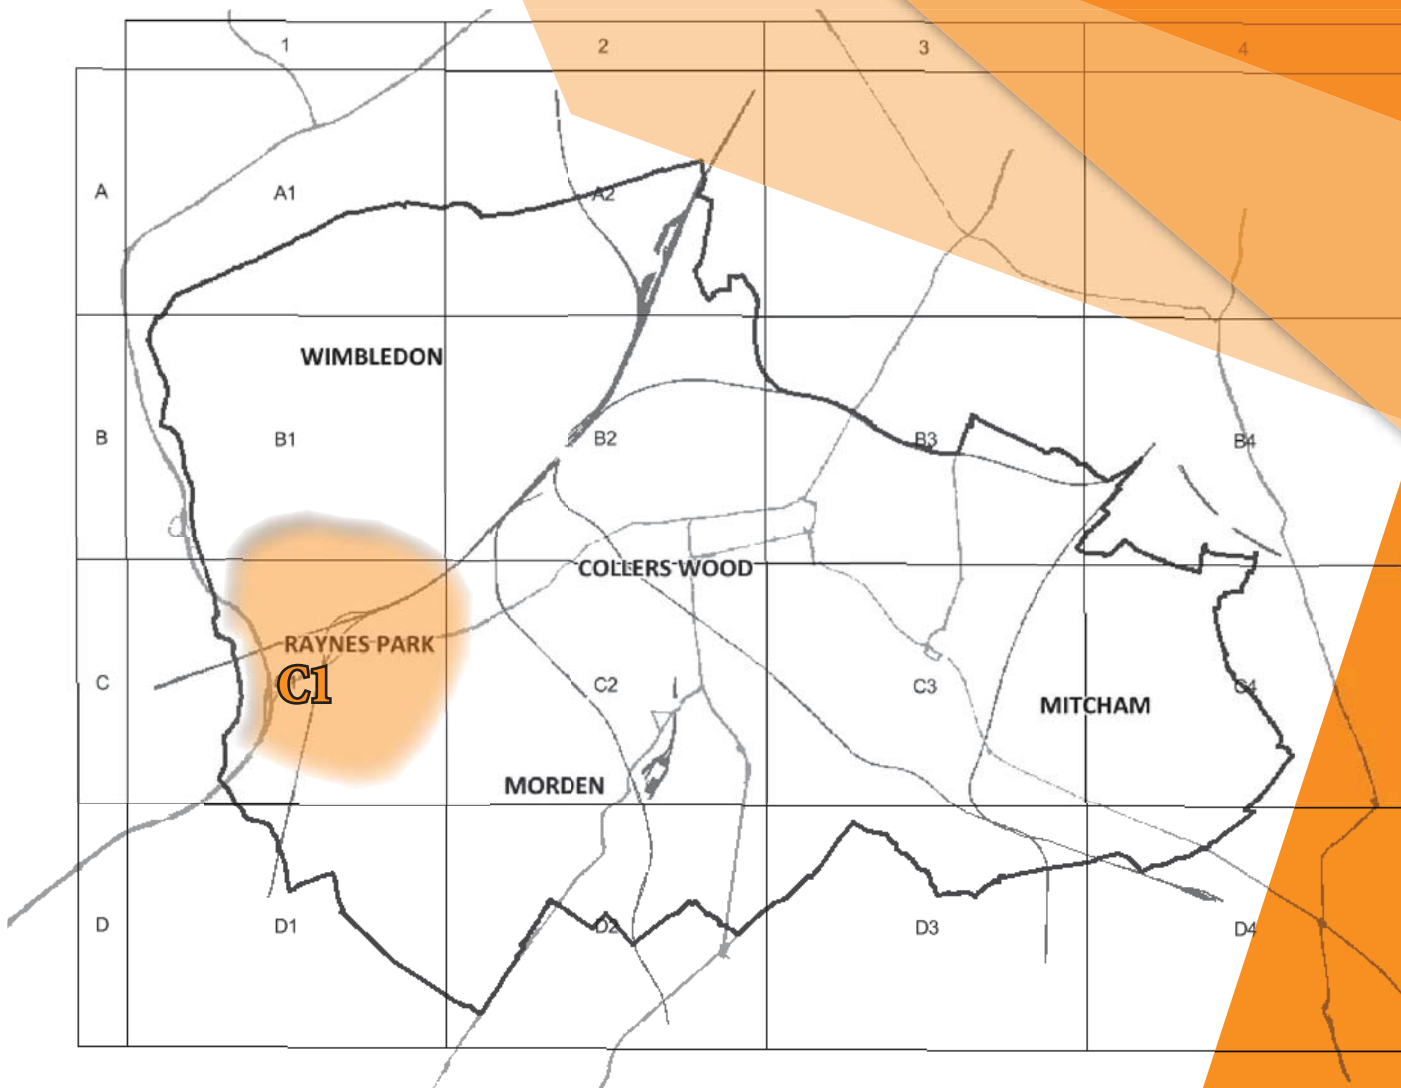 1 2 3 4
A A1 A2
WIMBLEDON
B B1 B2 B3 B4
COLLERS WOOD
RAYNES PARK
C C1 C2 C3 C4
MITCHAM
MORDEN
D D1 D2 D3 D4